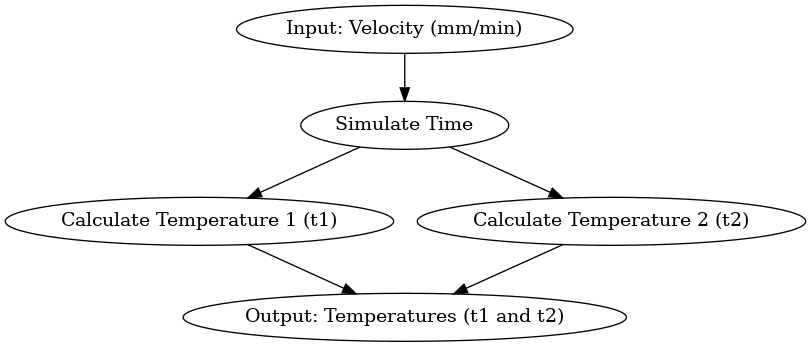 Input: Velocity (mm/min)
Simulate Time
Calculate Temperature 1 (t1)
Calculate Temperature 2 (t2)
Output: Temperatures (t1 and t2)